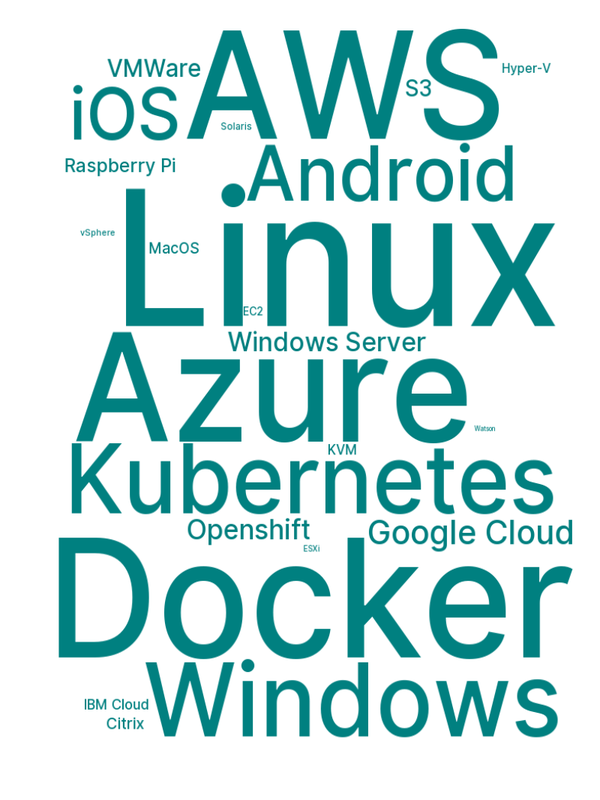 AWS
VMWare
Hyper-V
S3
iOS
Solaris
Raspberry Pi
Android
Linux
vSphere
MacOS
EC2
Windows Server
Azure
Watson
KVM
Kubernetes
Openshift
Google Cloud
ESXi
Docker
Windows
IBM Cloud
Citrix